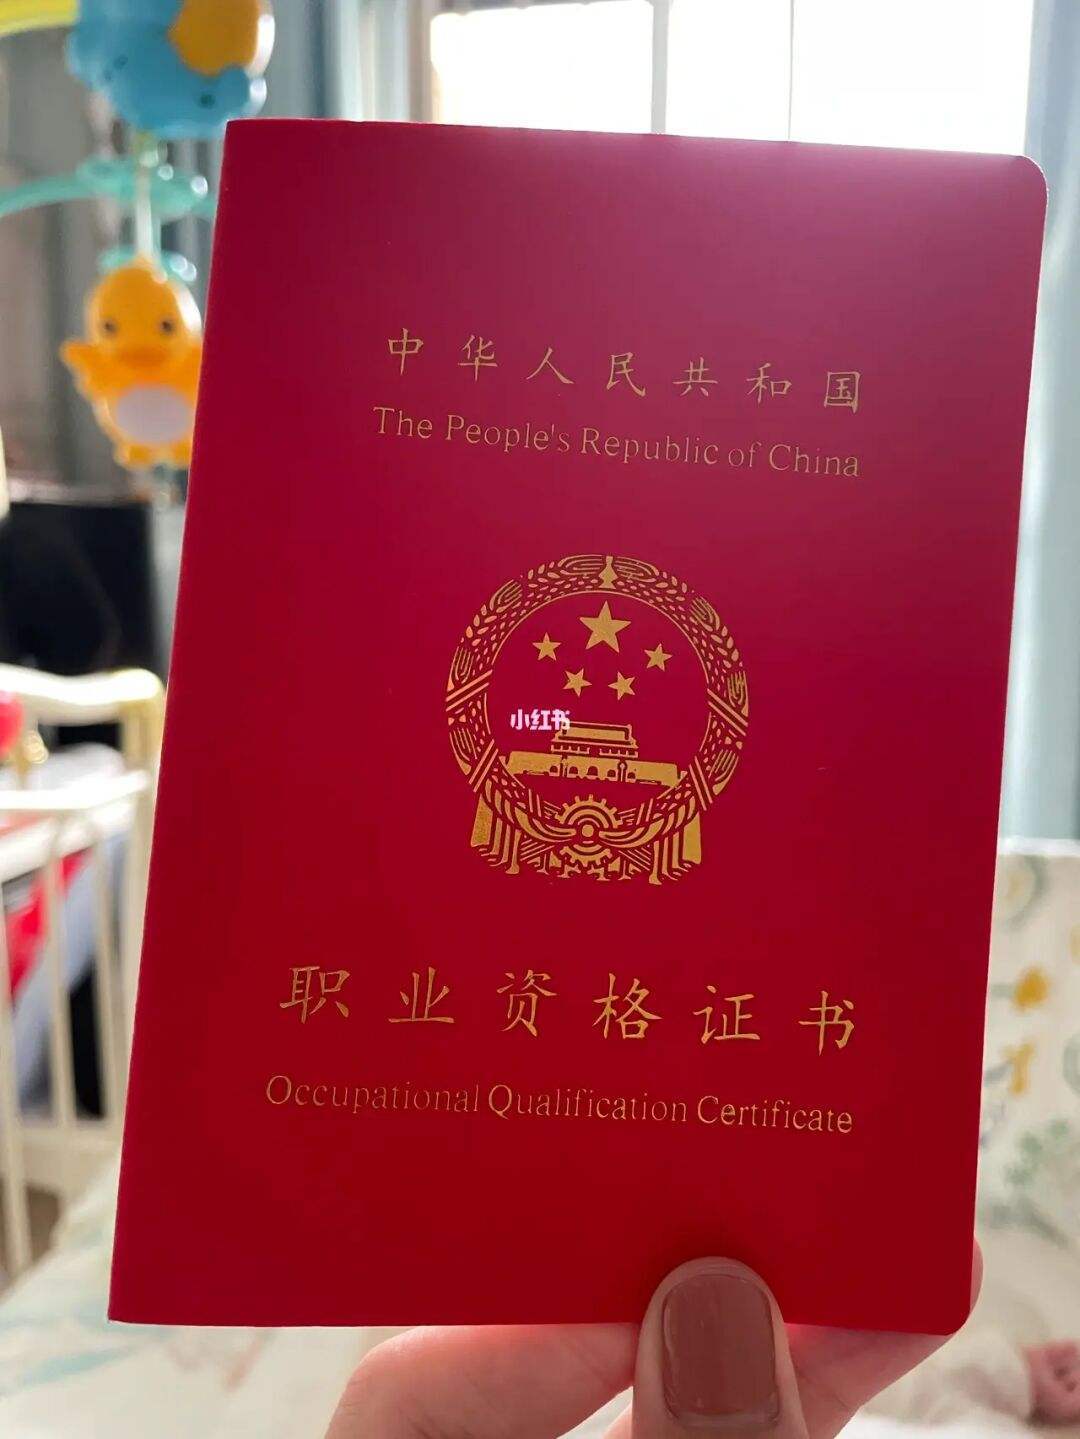 中华人民共和国
The People's Republic of China
小红书
职业资格证书
Occupational Qualification Certificate